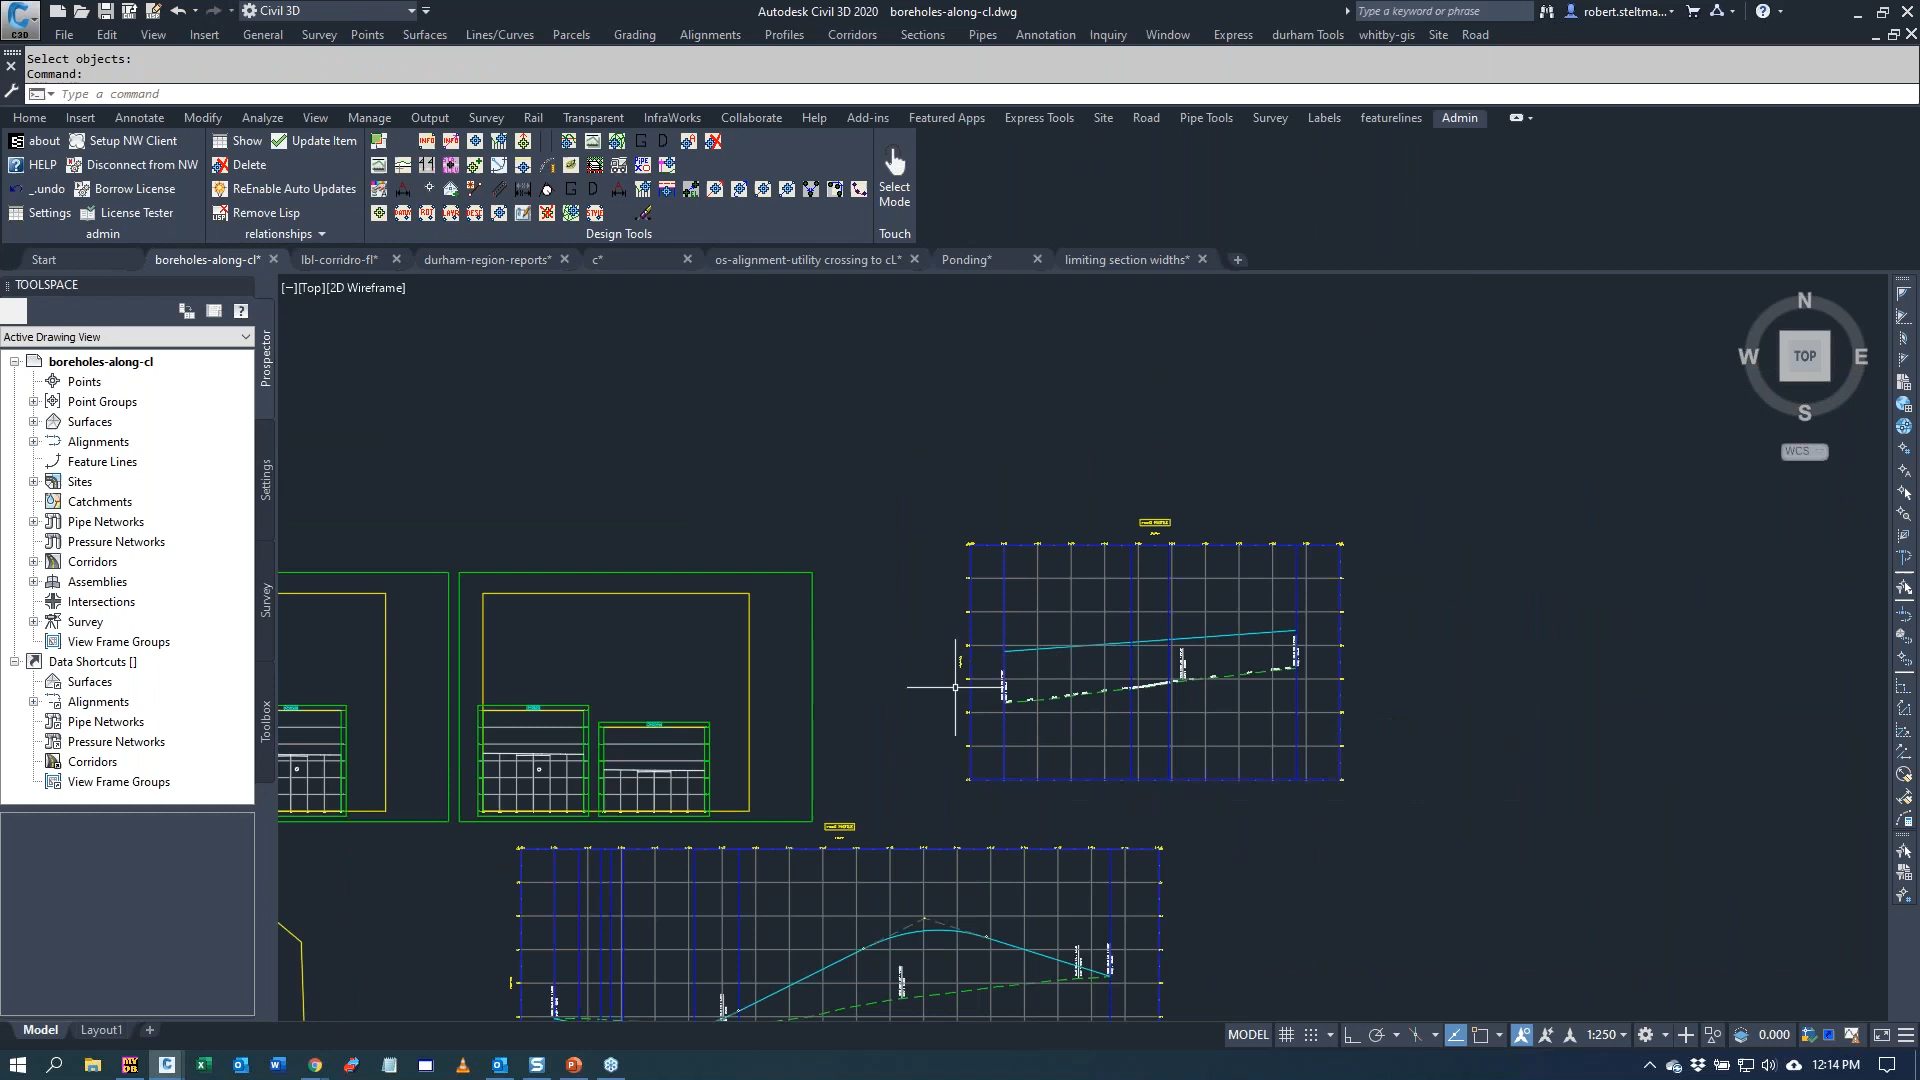 Civil 3D
Autodesk Civil 3D 2020 boreholes-along-cl.dwg
Type a keyword or phrase
robert.steltma...
C3D
File Edit View Insert General Survey Points Surfaces Lines/Curves Parcels Grading Alignments Profiles Corridors Sections Pipes Annotation Inquiry Window Express durham Tools whitby-gis Site Road
Select objects:
Command:
Type a command
Home Insert Annotate Modify Analyze View Manage Output Survey Rail Transparent InfraWorks Collaborate Help Add-ins Featured Apps Express Tools Site Road Pipe Tools Survey Labels featurelines Admin
about Setup NW Client Show Update Item
HELP Disconnect from NW Delete
_.undo Borrow License ReEnable Auto Updates
Settings License Tester Remove Lisp
Select
Mode
admin relationships Design Tools Touch
Start boreholes-along-cl* lbl-corridro-fl* durham-region-reports* c* os-alignment-utility crossing to cL* Ponding* limiting section widths*
TOOLSPACE
[−][Top][2D Wireframe]
Active Drawing View
boreholes-along-cl
Points
Point Groups
Surfaces
Alignments
Feature Lines
Sites
Catchments
Pipe Networks
Pressure Networks
Corridors
Assemblies
Intersections
Survey
View Frame Groups
Data Shortcuts []
Surfaces
Alignments
Pipe Networks
Pressure Networks
Corridors
View Frame Groups
Prospector
Settings
Survey
Toolbox
N
W
TOP
E
S
WCS
Model Layout1
MODEL 1:250 0.000
12:14 PM